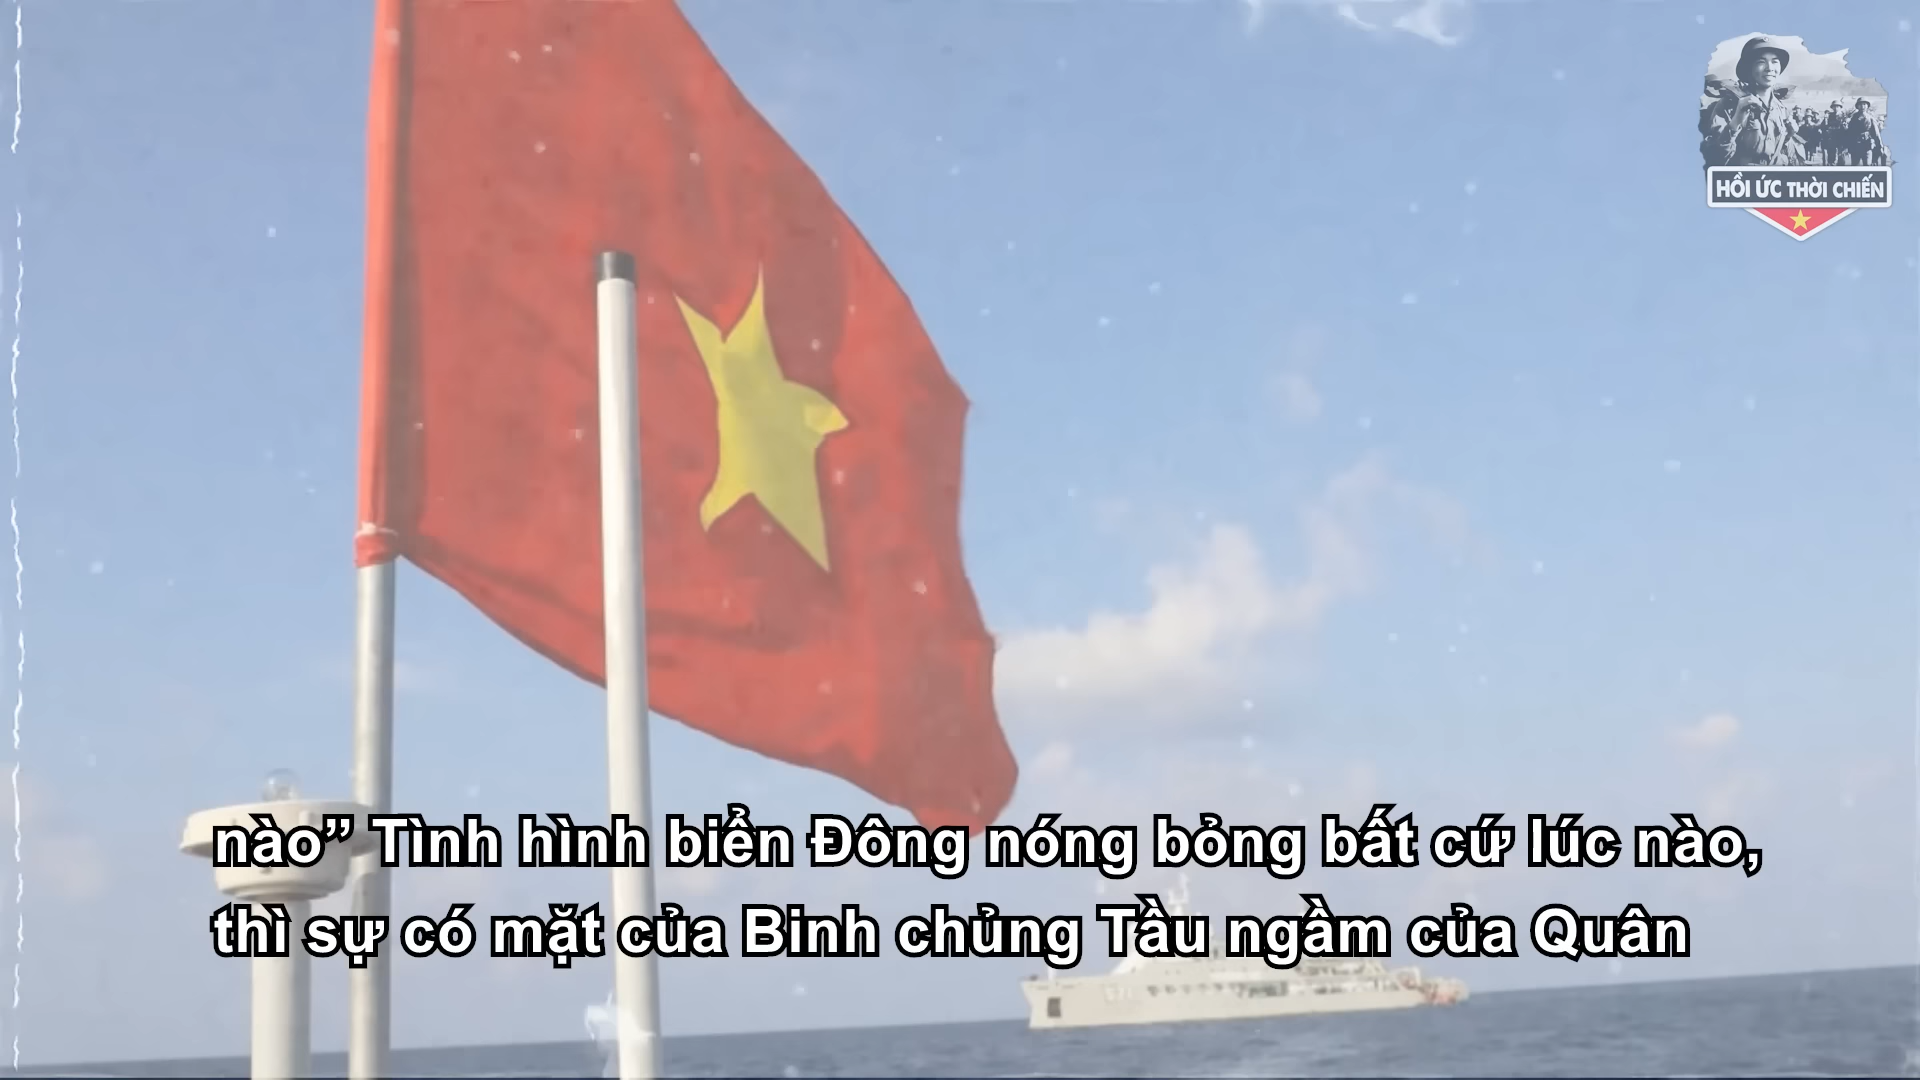 HỒI ỨC THỜI CHIẾN
nào” Tình hình biển Đông nóng bỏng bất cứ lúc nào,
thì sự có mặt của Binh chủng Tầu ngầm của Quân